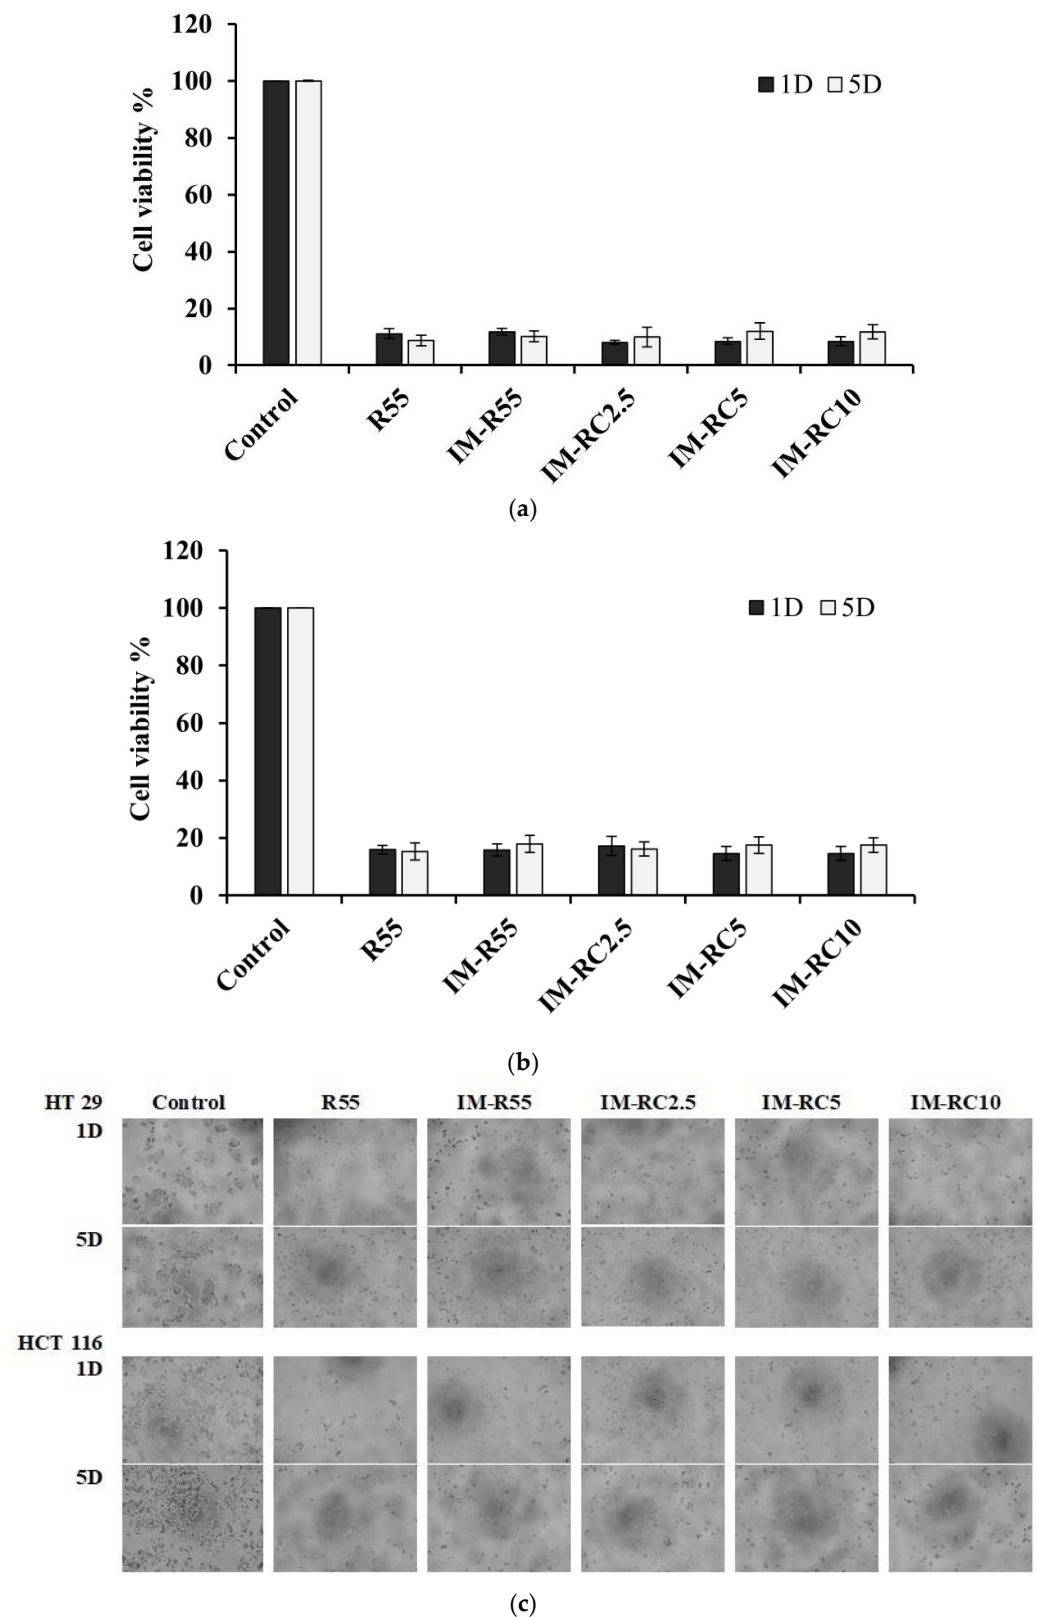 120
100
80
60
40
20
0
Cell viability %
1D 5D
Control R55 IM-R55 IM-RC2.5 IM-RC5 IM-RC10
(a)
120
100
80
60
40
20
0
Cell viability %
1D 5D
Control R55 IM-R55 IM-RC2.5 IM-RC5 IM-RC10
(b)
HT 29 Control R55 IM-R55 IM-RC2.5 IM-RC5 IM-RC10
1D
5D
HCT 116
1D
5D
(c)